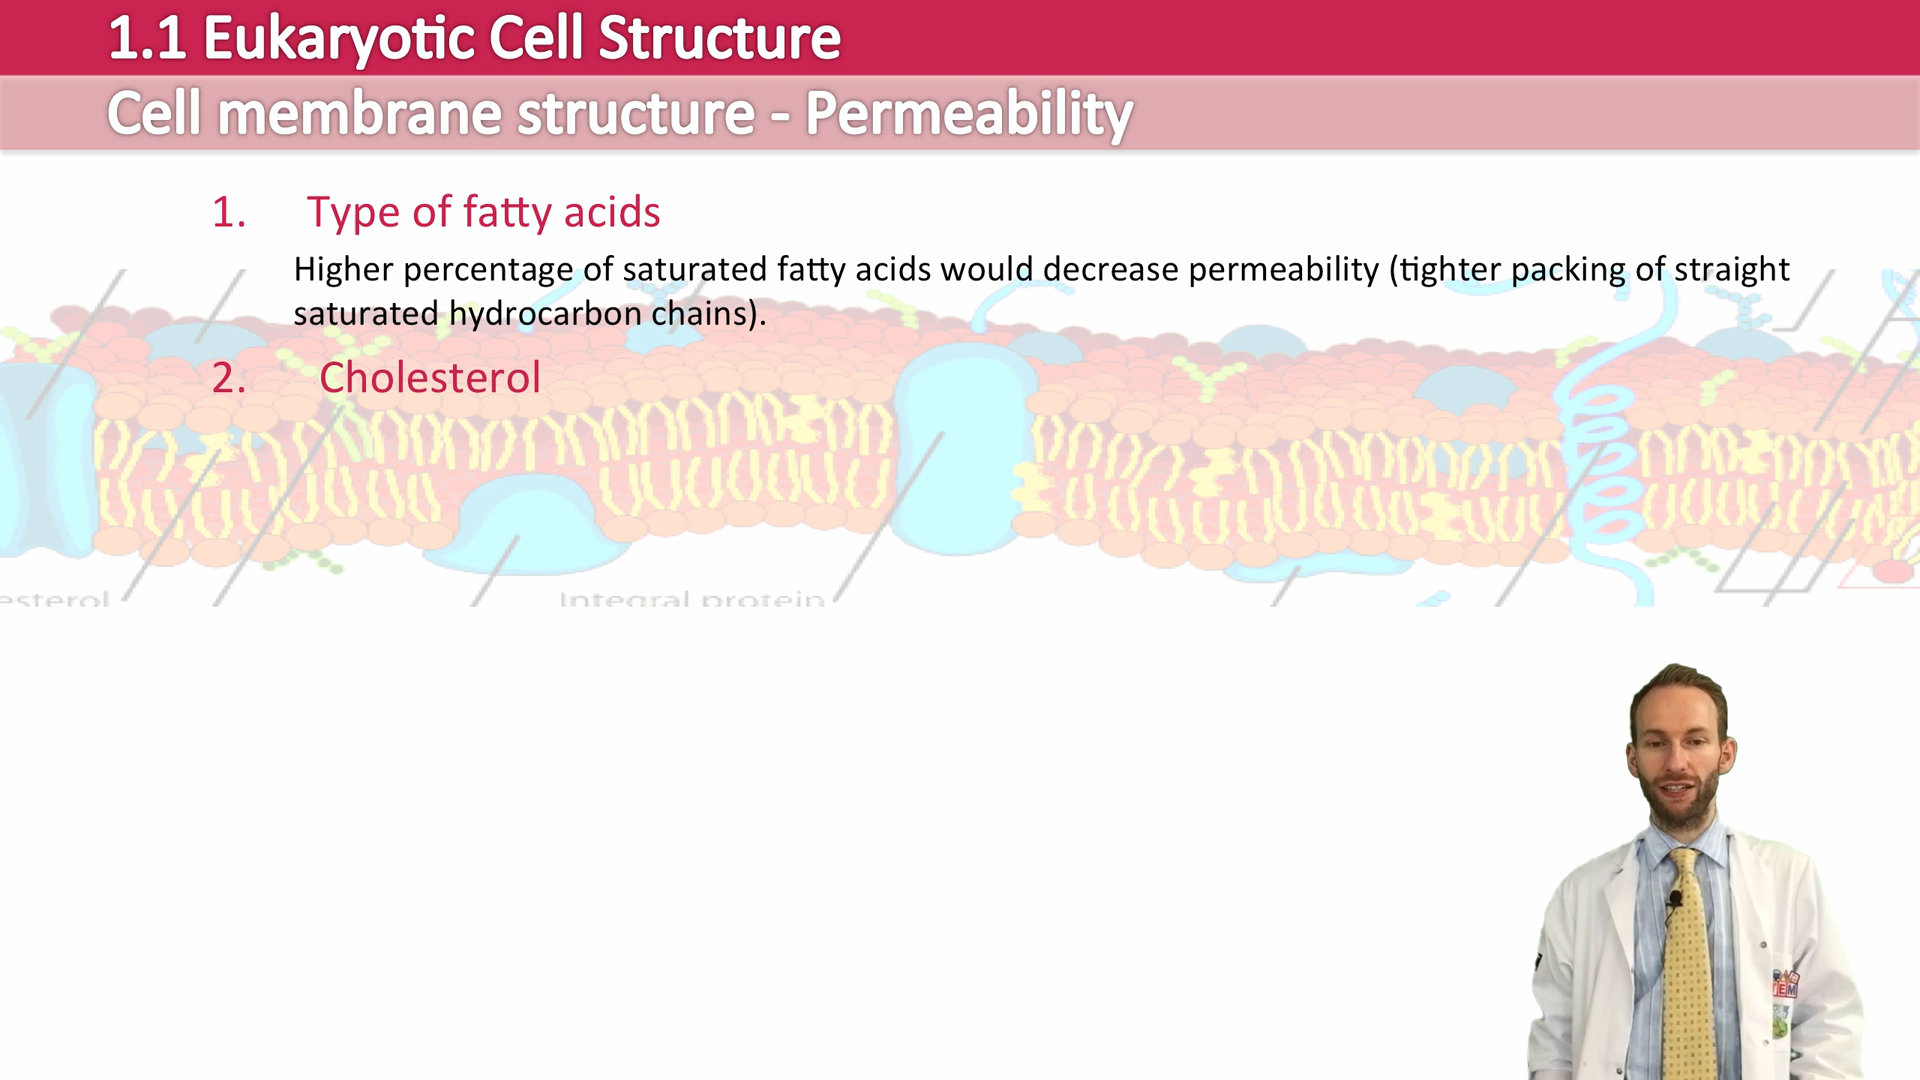 1.1 Eukaryotic Cell Structure
Cell membrane structure - Permeability
1. Type of fatty acids
Higher percentage of saturated fatty acids would decrease permeability (tighter packing of straight
saturated hydrocarbon chains).
2. Cholesterol
esterol
Integral protein